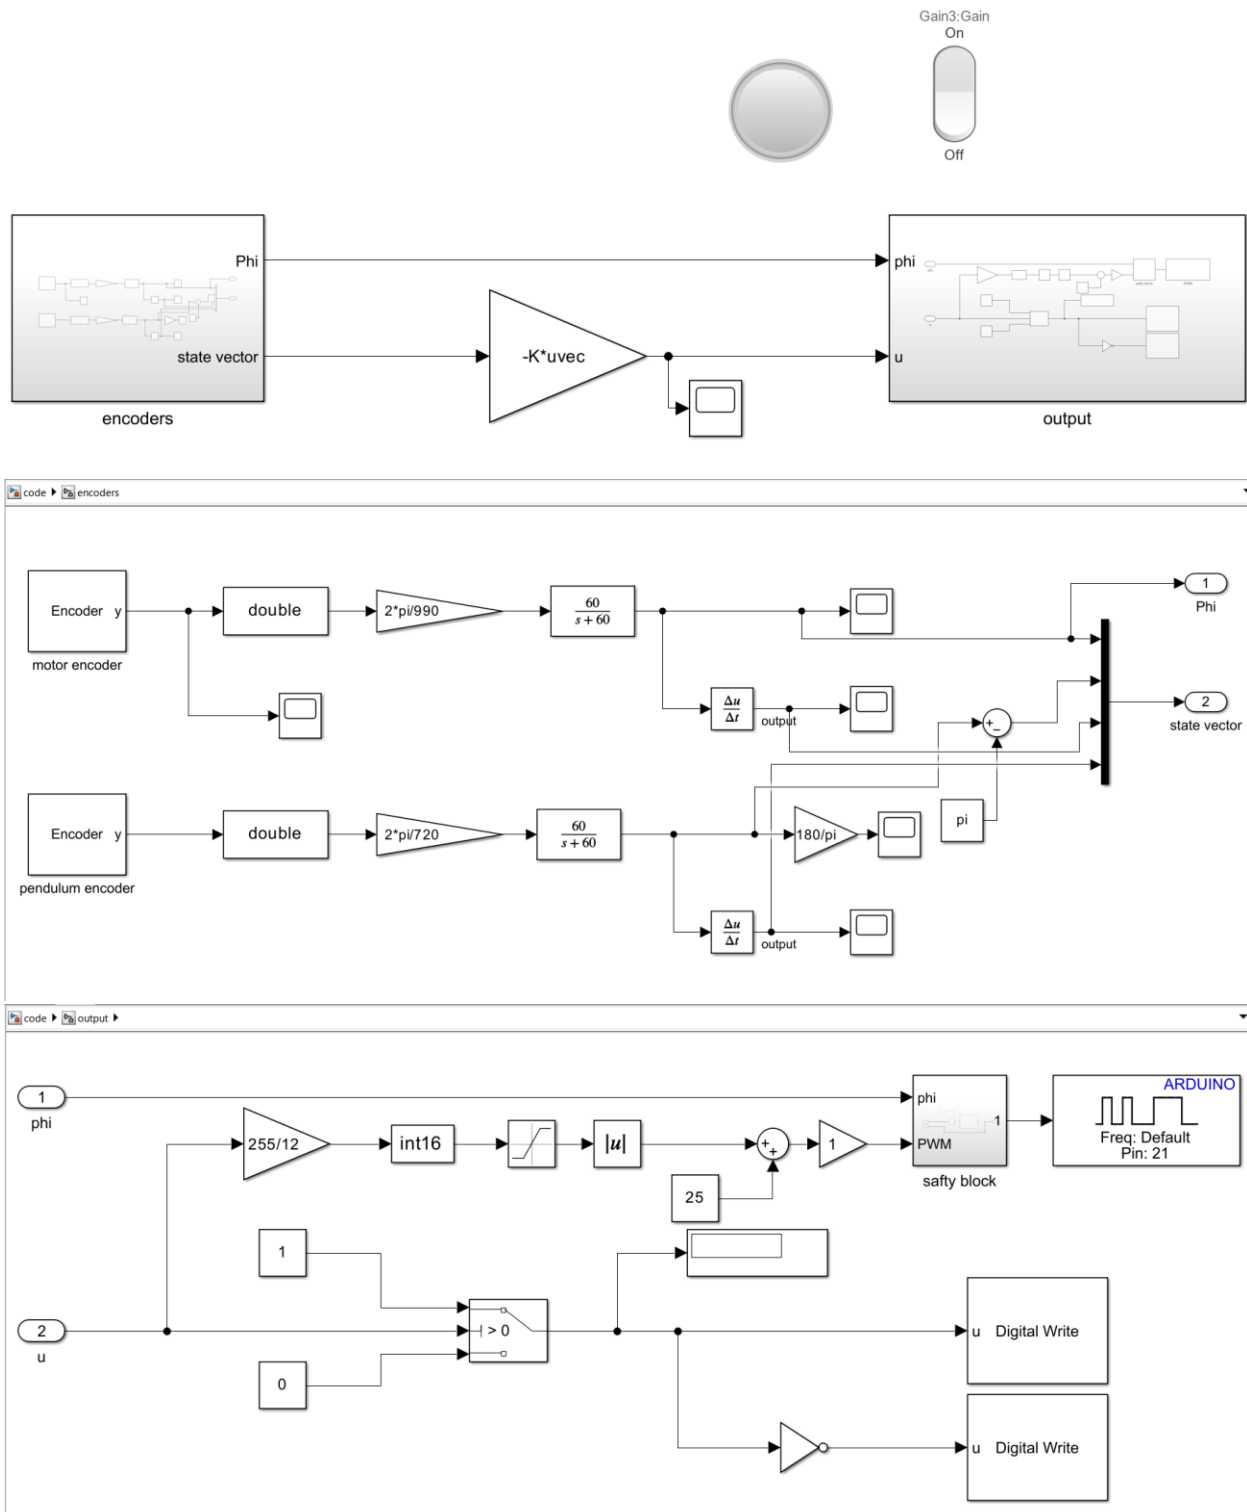 Gain3:Gain
On
Off
Phi
state vector
encoders
-K*uvec
phi
u
output
code encoders
Encoder y
motor encoder
double
2*pi/990
60
s + 60
1
Phi
Δu
Δt
output
+
−
2
state vector
Encoder y
pendulum encoder
double
2*pi/720
60
s + 60
180/pi
pi
Δu
Δt
output
code output
1
phi
255/12
int16
|u|
+
+
1
25
phi
PWM
1
safty block
ARDUINO
Freq: Default
Pin: 21
1
2
u
> 0
0
u Digital Write
u Digital Write